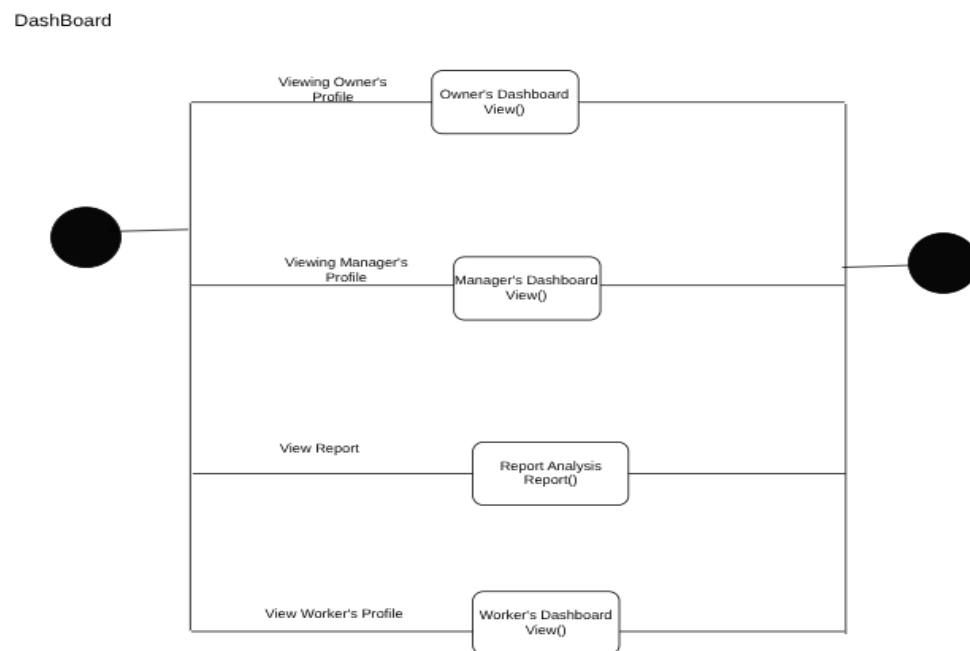 DashBoard
Viewing Owner's
Profile
Owner's Dashboard
View()
Viewing Manager's
Profile
Manager's Dashboard
View()
View Report
Report Analysis
Report()
View Worker's Profile
Worker's Dashboard
View()